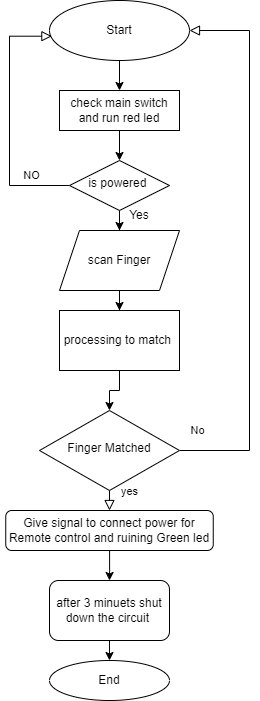 Start
check main switch
and run red led
NO
is powered
Yes
scan Finger
processing to match
No
Finger Matched
yes
Give signal to connect power for
Remote control and ruining Green led
after 3 minuets shut
down the circuit
End